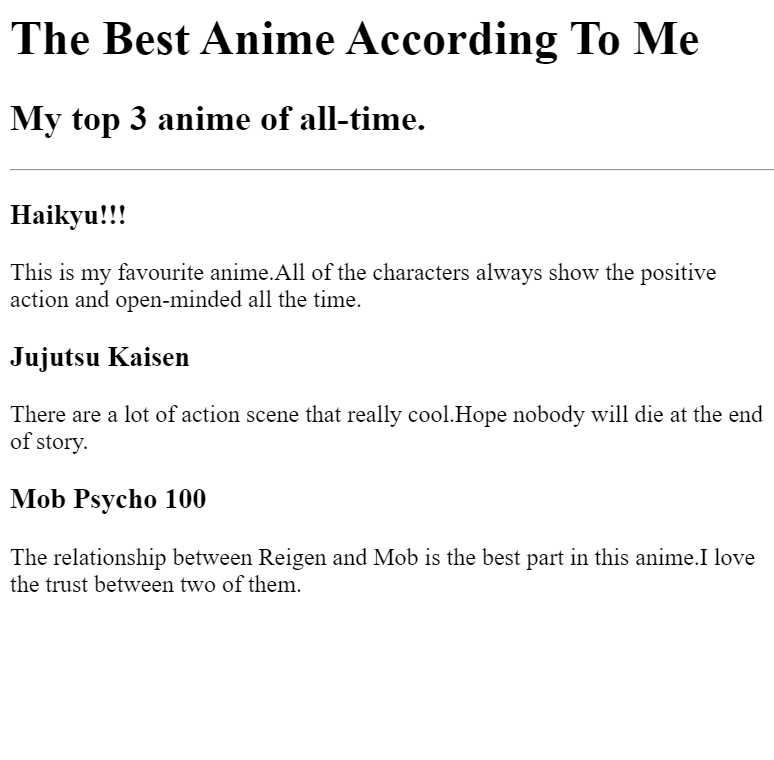 The Best Anime According To Me
My top 3 anime of all-time.
Haikyu!!!
This is my favourite anime.All of the characters always show the positive
action and open-minded all the time.
Jujutsu Kaisen
There are a lot of action scene that really cool.Hope nobody will die at the end
of story.
Mob Psycho 100
The relationship between Reigen and Mob is the best part in this anime.I love
the trust between two of them.